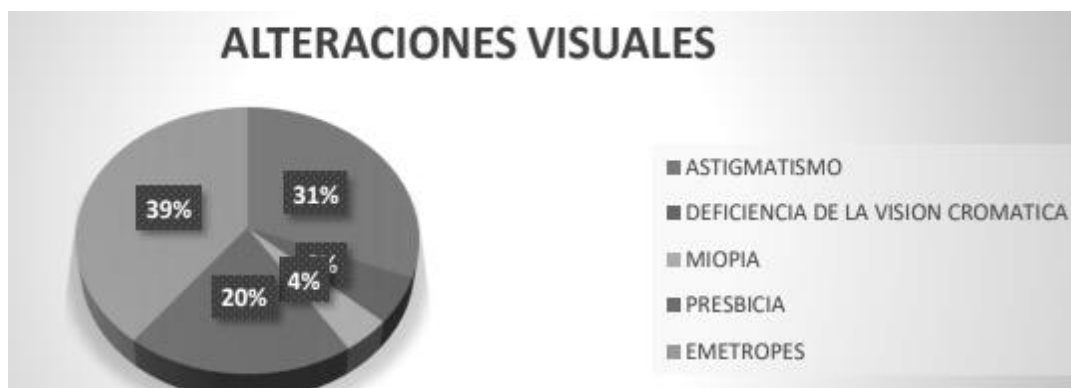 ALTERACIONES VISUALES
39%
31%
4%
20%
ASTIGMATISMO
DEFICIENCIA DE LA VISION CROMATICA
MIOPIA
PRESBICIA
EMETROPES